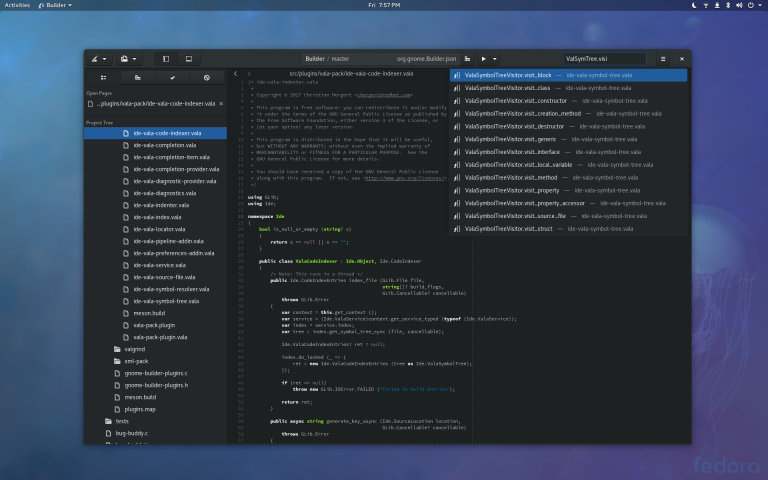 Activities Builder Fri 7:57 PM
Builder / master org.gnome.Builder.json ValSymTree.visi
Open Pages
...plugins/vala-pack/ide-vala-code-indexer.vala
Project Tree
ide-vala-code-indexer.vala
ide-vala-completion.vala
ide-vala-completion-item.vala
ide-vala-completion-provider.vala
ide-vala-diagnostic-provider.vala
ide-vala-diagnostics.vala
ide-vala-indenter.vala
ide-vala-index.vala
ide-vala-locator.vala
ide-vala-pipeline-addin.vala
ide-vala-preferences-addin.vala
ide-vala-service.vala
ide-vala-source-file.vala
ide-vala-symbol-resolver.vala
ide-vala-symbol-tree.vala
meson.build
vala-pack.plugin
vala-pack-plugin.vala
valgrind
xml-pack
gnome-builder-plugins.c
gnome-builder-plugins.h
meson.build
plugins.map
tests
bug-buddy.c
src/plugins/vala-pack/ide-vala-code-indexer.vala
/* ide-vala-indenter.vala
*
* Copyright © 2017 Christian Hergert <chergert@redhat.com>
*
* This program is free software: you can redistribute it and/or modify
* it under the terms of the GNU General Public License as published by
* the Free Software Foundation, either version 3 of the License, or
* (at your option) any later version.
*
* This program is distributed in the hope that it will be useful,
* but WITHOUT ANY WARRANTY; without even the implied warranty of
* MERCHANTABILITY or FITNESS FOR A PARTICULAR PURPOSE. See the
* GNU General Public License for more details.
*
* You should have received a copy of the GNU General Public License
* along with this program. If not, see <http://www.gnu.org/licenses/>
*/
using GLib;
using Ide;
namespace Ide
{
bool is_null_or_empty (string? s)
{
return s == null || s == "";
}
public class ValaCodeIndexer : Ide.Object, Ide.CodeIndexer
{
/* Note: This runs in a thread */
public Ide.CodeIndexEntries index_file (GLib.File file,
string[]? build_flags,
GLib.Cancellable? cancellable)
throws GLib.Error
{
var context = this.get_context ();
var service = (Ide.ValaService)context.get_service_typed (typeof (Ide.ValaService));
var index = service.index;
var tree = index.get_symbol_tree_sync (file, cancellable);
Ide.ValaCodeIndexEntries? ret = null;
index.do_locked (_ => {
ret = new Ide.ValaCodeIndexEntries (tree as Ide.ValaSymbolTree);
});
if (ret == null)
throw new GLib.IOError.FAILED ("failed to build entries");
return ret;
}
public async string generate_key_async (Ide.SourceLocation location,
GLib.Cancellable? cancellable)
throws GLib.Error
{
ValaSymbolTreeVisitor.visit_block — ide-vala-symbol-tree.vala
ValaSymbolTreeVisitor.visit_class — ide-vala-symbol-tree.vala
ValaSymbolTreeVisitor.visit_constructor — ide-vala-symbol-tree.vala
ValaSymbolTreeVisitor.visit_creation_method — ide-vala-symbol-tree.vala
ValaSymbolTreeVisitor.visit_destructor — ide-vala-symbol-tree.vala
ValaSymbolTreeVisitor.visit_generic — ide-vala-symbol-tree.vala
ValaSymbolTreeVisitor.visit_interface — ide-vala-symbol-tree.vala
ValaSymbolTreeVisitor.visit_local_variable — ide-vala-symbol-tree.vala
ValaSymbolTreeVisitor.visit_method — ide-vala-symbol-tree.vala
ValaSymbolTreeVisitor.visit_property — ide-vala-symbol-tree.vala
ValaSymbolTreeVisitor.visit_property_accessor — ide-vala-symbol-tree.vala
ValaSymbolTreeVisitor.visit_source_file — ide-vala-symbol-tree.vala
ValaSymbolTreeVisitor.visit_struct — ide-vala-symbol-tree.vala
fedora